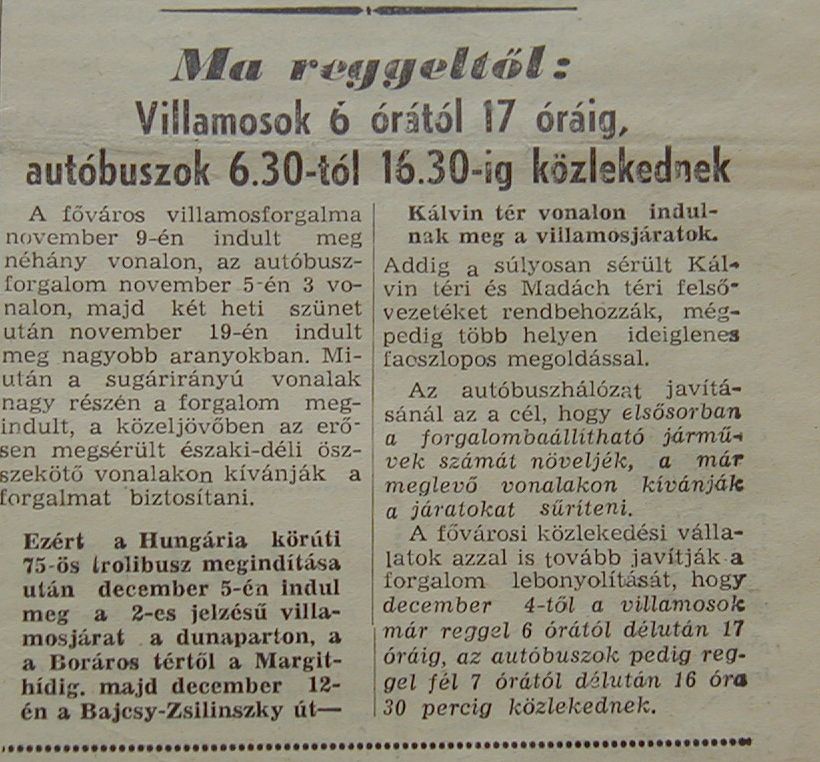 Ma reggeltől:
Villamosok 6 órától 17 óráig,
autóbuszok 6.30-tól 16.30-ig közlekednek
A főváros villamosforgalma
november 9-én indult meg
néhány vonalon, az autóbusz-
forgalom november 5-én 3 vo-
nalon, majd két heti szünet
után november 19-én indult
meg nagyobb aranyokban. Mi-
után a sugárirányú vonalak
nagy részén a forgalom meg-
indult, a közeljövőben az erő-
sen megsérült északi-déli ösz-
szekötő vonalakon kívánják a
forgalmat biztosítani.
Ezért a Hungária körúti
75-ös trolibusz megindítása
után december 5-én indul
meg a 2-es jelzésű villa-
mosjárat a dunaparton, a
a Boráros tértől a Margit-
hídig. majd december 12-
én a Bajcsy-Zsilinszky út—
Kálvin tér vonalon indul-
nak meg a villamosjáratok.
Addig a súlyosan sérült Kál-
vin téri és Madách téri felső-
vezetéket rendbehozzák, még-
pedig több helyen ideiglenes
facszlopos megoldással.
Az autóbuszhálózat javítá-
sánál az a cél, hogy elsősorban
a forgalombaállítható jármű-
vek számát növeljék, a már
meglevő vonalakon kívánják
a járatokat sűríteni.
A fővárosi közlekedési válla-
latok azzal is tovább javítják a
forgalom lebonyolítását, hogy
december 4-től a villamosok
már reggel 6 órától délután 17
óráig, az autóbuszok pedig reg-
gel fél 7 órától délután 16 óra
30 percig közlekednek.